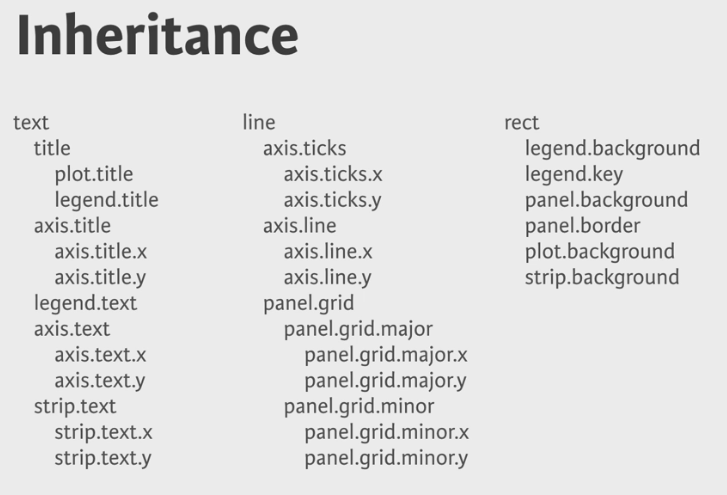 Inheritance
text
title
plot.title
legend.title
axis.title
axis.title.x
axis.title.y
legend.text
axis.text
axis.text.x
axis.text.y
strip.text
strip.text.x
strip.text.y
line
axis.ticks
axis.ticks.x
axis.ticks.y
axis.line
axis.line.x
axis.line.y
panel.grid
panel.grid.major
panel.grid.major.x
panel.grid.major.y
panel.grid.minor
panel.grid.minor.x
panel.grid.minor.y
rect
legend.background
legend.key
panel.background
panel.border
plot.background
strip.background